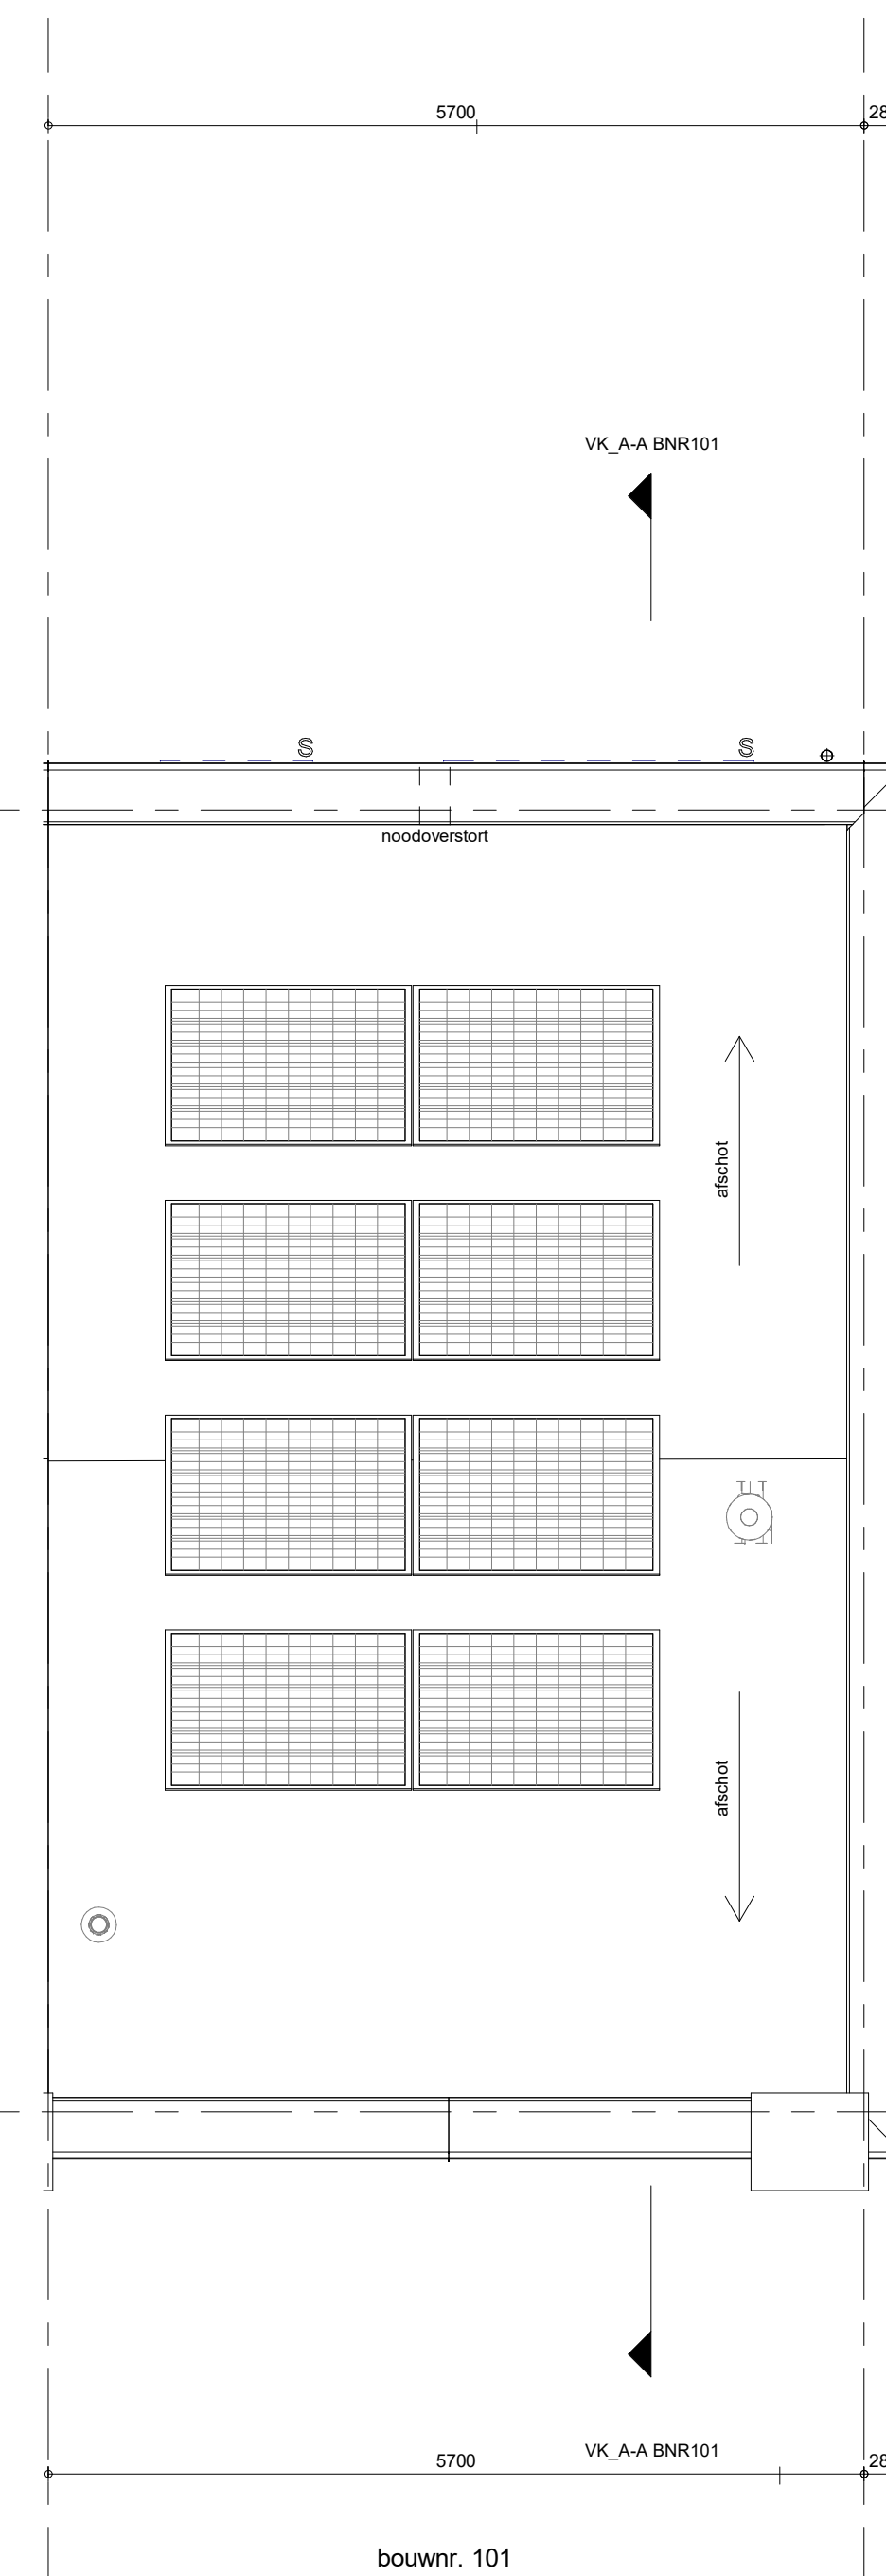 5700
28
VK_A-A BNR101
S
S
noodoverstort
afschot
afschot
VK_A-A BNR101
5700
28
bouwnr. 101